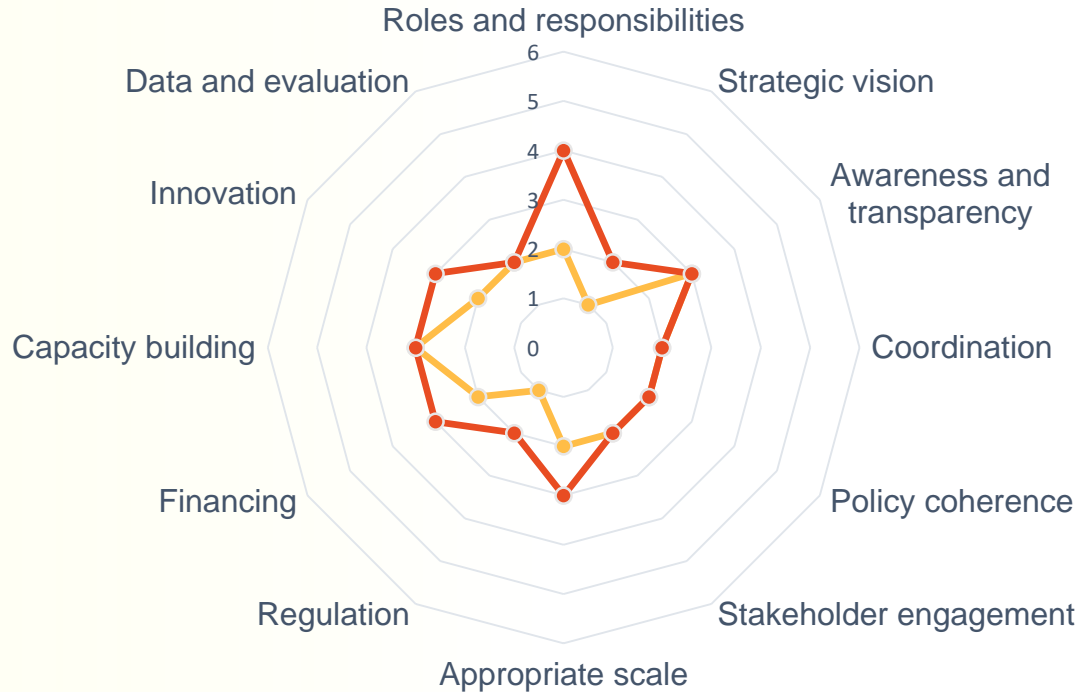 Roles and responsibilities
6
Data and evaluation
Strategic vision
5
4
Innovation
Awareness and
transparency
3
2
1
Capacity building
0
Coordination
Financing
Policy coherence
Regulation
Stakeholder engagement
Appropriate scale